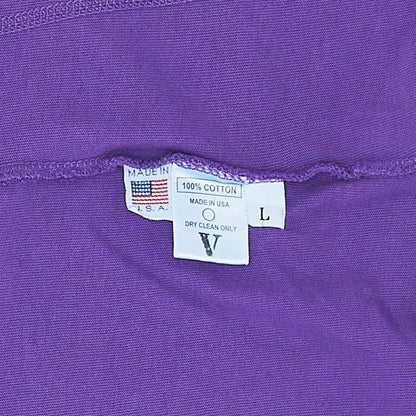 MADE IN
U.S.A.
100% COTTON
MADE IN USA
DRY CLEAN ONLY
V
L